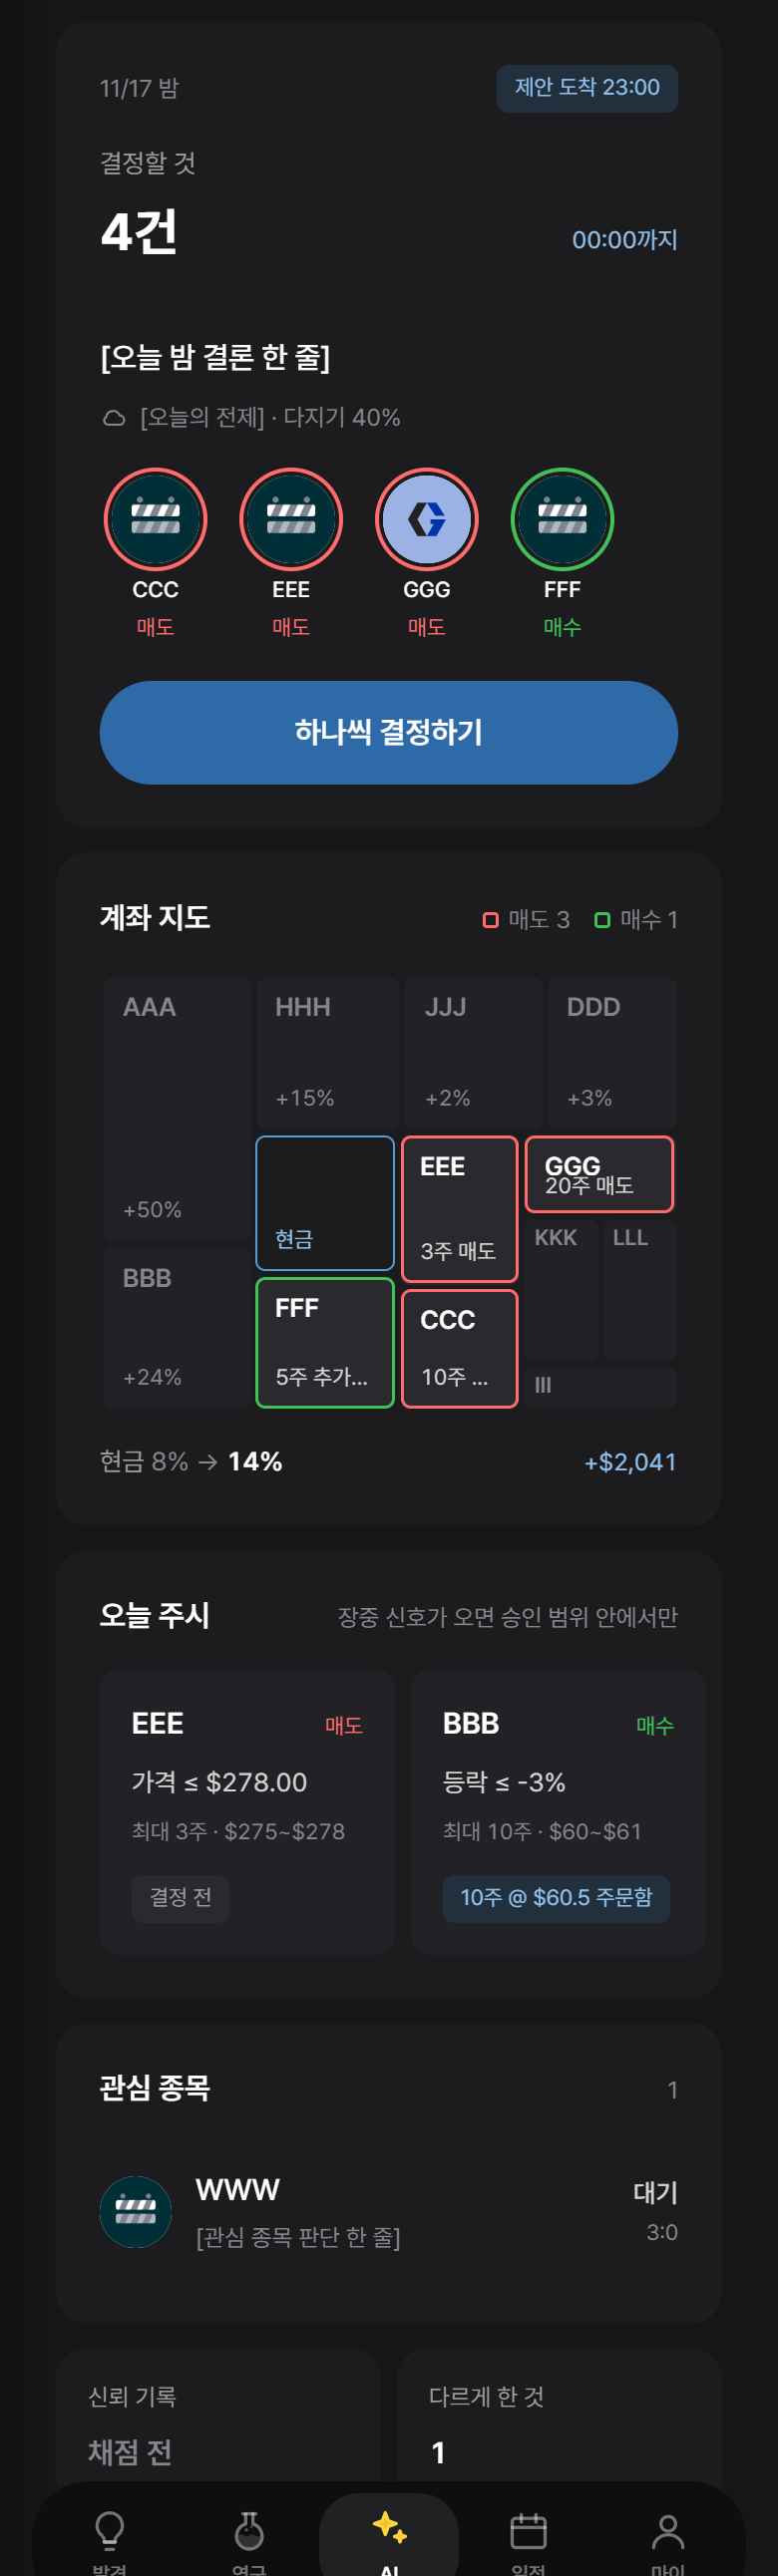 11/17 밤
제안 도착 23:00
결정할 것
4건
00:00까지
[오늘 밤 결론 한 줄]
[오늘의 전제] · 다지기 40%
CCC
EEE
GGG
FFF
매도
매도
매도
매수
하나씩 결정하기
계좌 지도
매도 3
매수 1
AAA
HHH
JJJ
DDD
+15%
+2%
+3%
EEE
GGG
20주 매도
+50%
현금
3주 매도
KKK
LLL
BBB
FFF
CCC
+24%
5주 추가...
10주 ...
III
현금 8% → 14%
+$2,041
오늘 주시
장중 신호가 오면 승인 범위 안에서만
EEE
매도
가격 ≤ $278.00
최대 3주 · $275~$278
결정 전
BBB
매수
등락 ≤ -3%
최대 10주 · $60~$61
10주 @ $60.5 주문함
관심 종목
1
WWW
대기
[관심 종목 판단 한 줄]
3:0
신뢰 기록
채점 전
다르게 한 것
1
발견
연구
AI
일정
마이